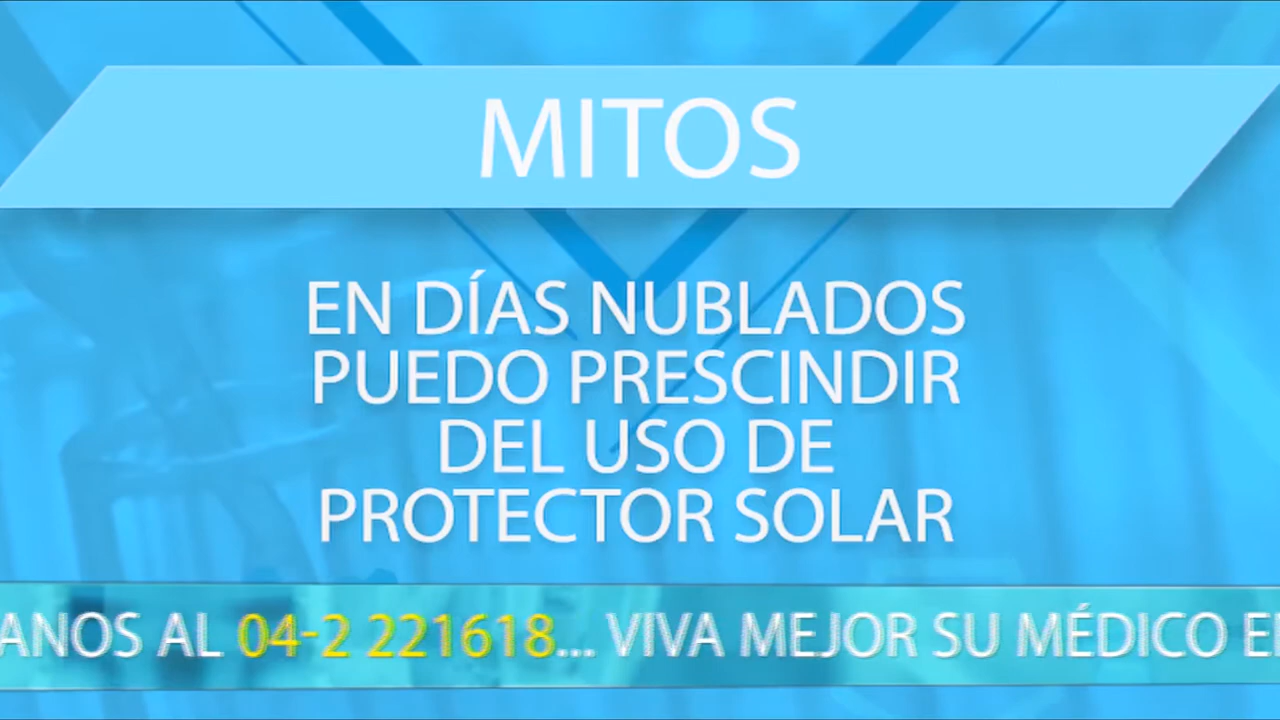 MITOS
EN DÍAS NUBLADOS
PUEDO PRESCINDIR
DEL USO DE
PROTECTOR SOLAR
ANOS AL 04-2 221618... VIVA MEJOR SU MÉDICO E